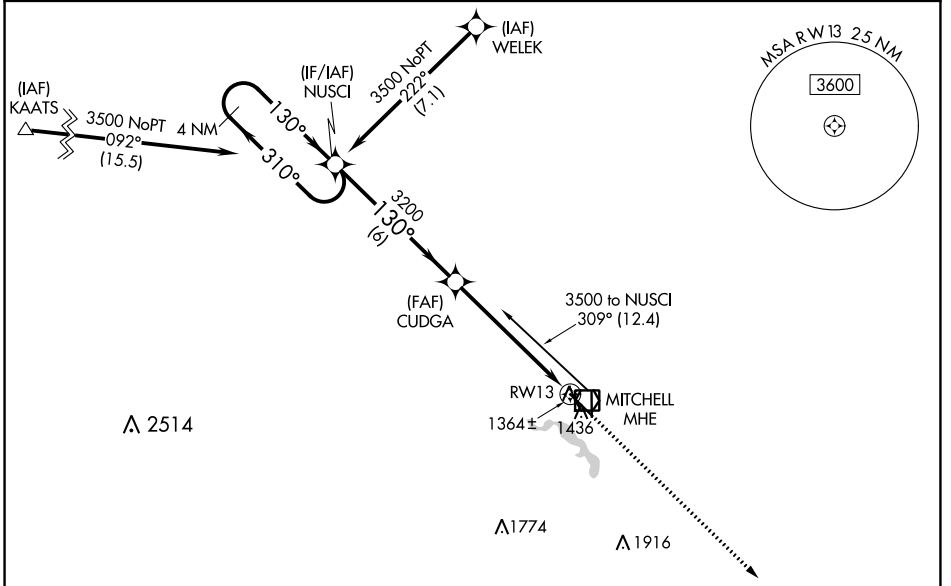 (IAF)
WELEK
MSA RW13 25 NM
3600
(IF/IAF)
NUSCI
3500 NoPT
222°
(7.1)
(IAF)
KAATS
3500 NoPT
092°
(15.5)
4 NM
130°
310°
3200
130°
(6)
(FAF)
CUDGA
3500 to NUSCI
309° (12.4)
RW13
MITCHELL
MHE
1364±
1436
2514
1774
1916